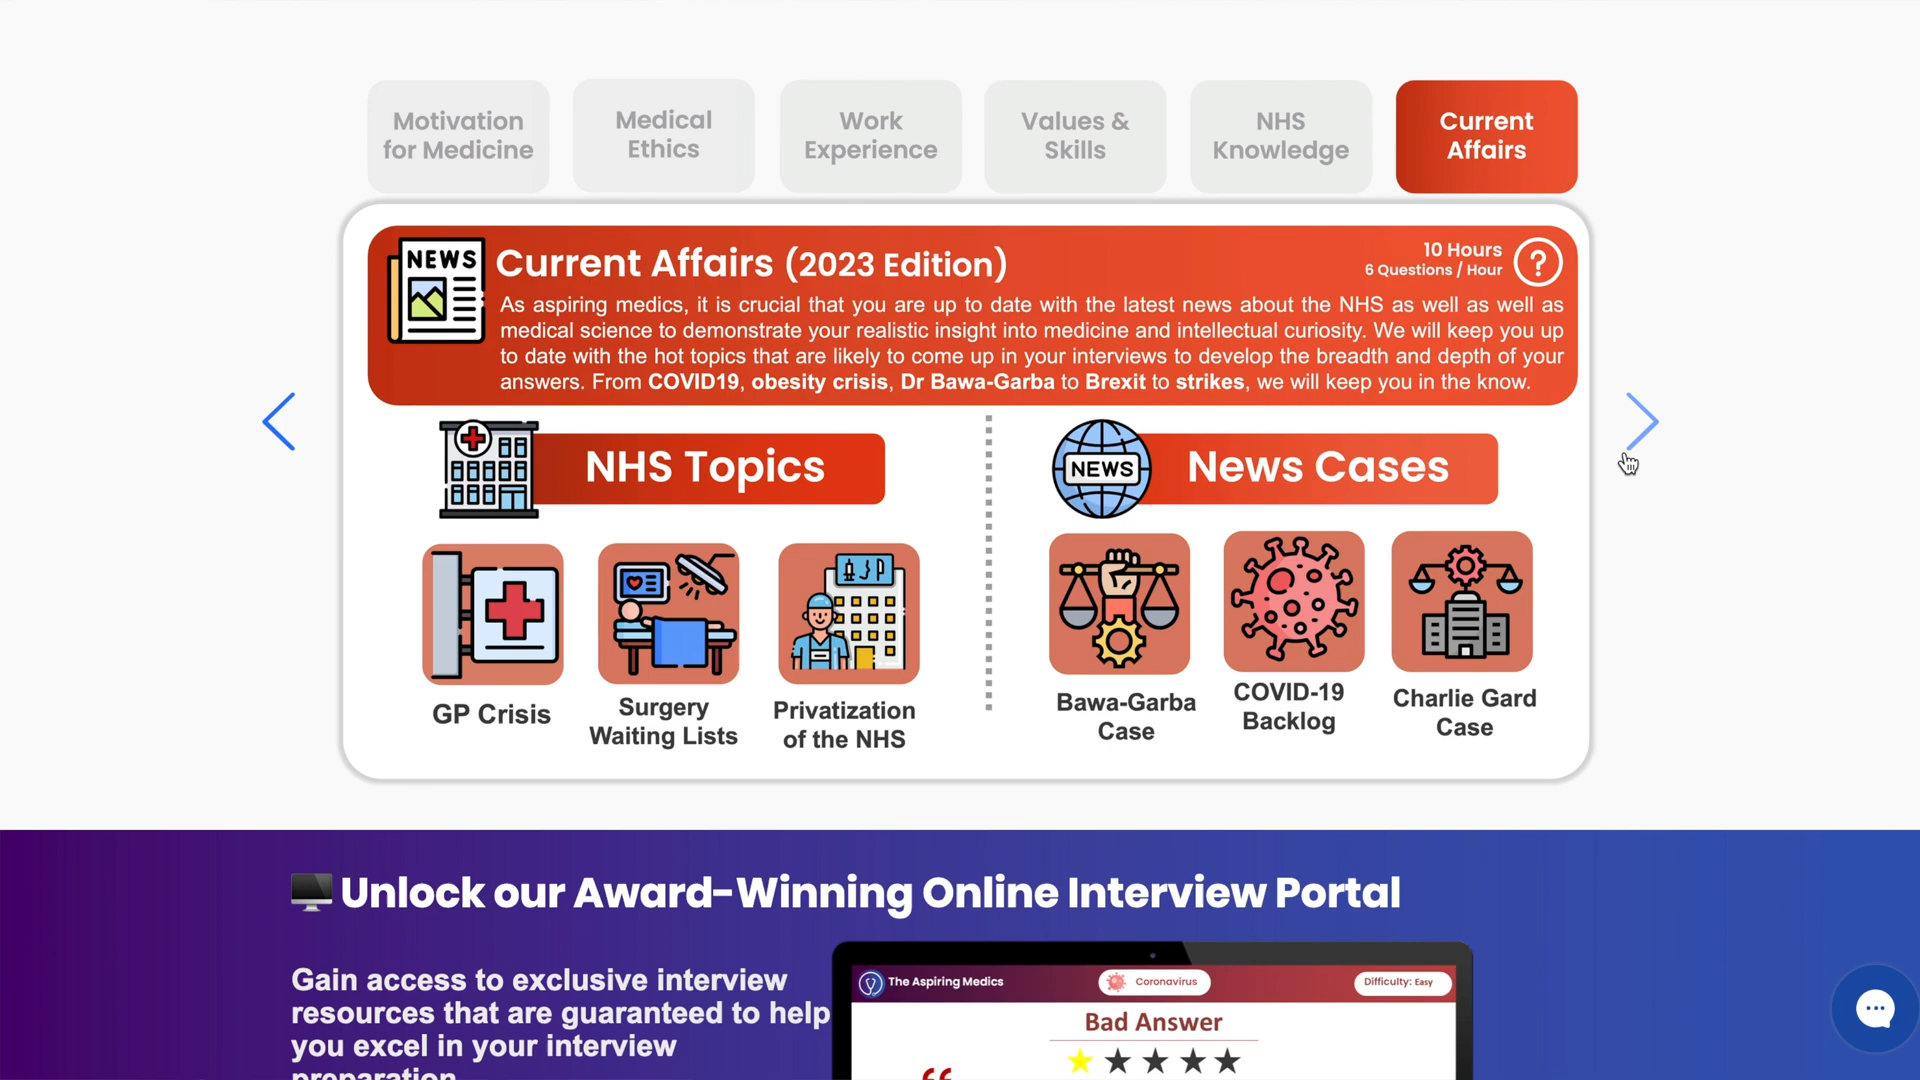 Motivation
for Medicine
Medical
Ethics
Work
Experience
Values &
Skills
NHS
Knowledge
Current
Affairs
NEWS
Current Affairs (2023 Edition)
10 Hours
6 Questions / Hour
?
As aspiring medics, it is crucial that you are up to date with the latest news about the NHS as well as well as
medical science to demonstrate your realistic insight into medicine and intellectual curiosity. We will keep you up
to date with the hot topics that are likely to come up in your interviews to develop the breadth and depth of your
answers. From COVID19, obesity crisis, Dr Bawa-Garba to Brexit to strikes, we will keep you in the know.
NHS Topics
NEWS
News Cases
GP Crisis
Surgery
Waiting Lists
Privatization
of the NHS
Bawa-Garba
Case
COVID-19
Backlog
Charlie Gard
Case
Unlock our Award-Winning Online Interview Portal
Gain access to exclusive interview
resources that are guaranteed to help
you excel in your interview
preparation
The Aspiring Medics
Coronavirus
Difficulty: Easy
Bad Answer
“